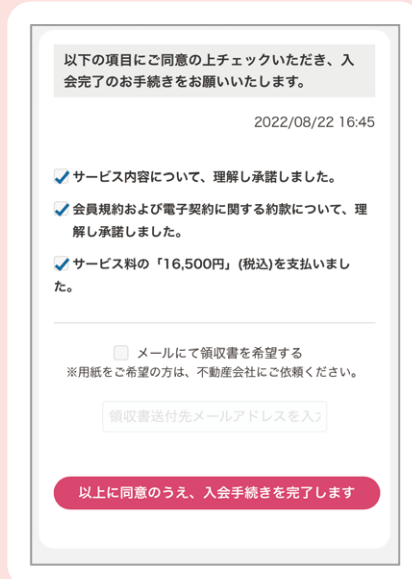 以下の項目にご同意の上チェックいただき、入
会完了のお手続きをお願いいたします。
2022/08/22 16:45
サービス内容について、理解し承諾しました。
会員規約および電子契約に関する約款について、理
解し承諾しました。
サービス料の「16,500円」(税込)を支払いまし
た。
メールにて領収書を希望する
※用紙をご希望の方は、不動産会社にご依頼ください。
領収書送付先メールアドレスを入
以上に同意のうえ、入会手続きを完了します